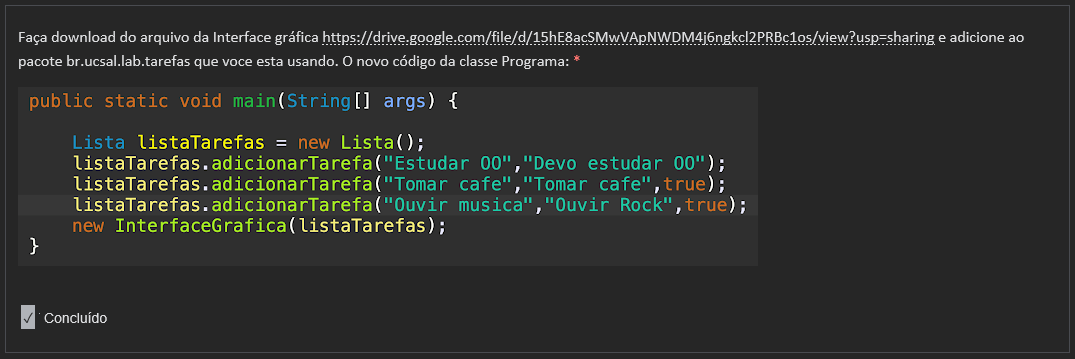 Faça download do arquivo da Interface gráfica https://drive.google.com/file/d/15hE8acSMwVApNWDM4j6ngkcl2PRBc1os/view?usp=sharing e adicione ao
pacote br.ucsal.lab.tarefas que voce esta usando. O novo código da classe Programa: *
public static void main(String[] args) {
Lista listaTarefas = new Lista();
listaTarefas.adicionarTarefa("Estudar OO","Devo estudar OO");
listaTarefas.adicionarTarefa("Tomar cafe","Tomar cafe",true);
listaTarefas.adicionarTarefa("Ouvir musica","Ouvir Rock",true);
new InterfaceGrafica(listaTarefas);
}
Concluído